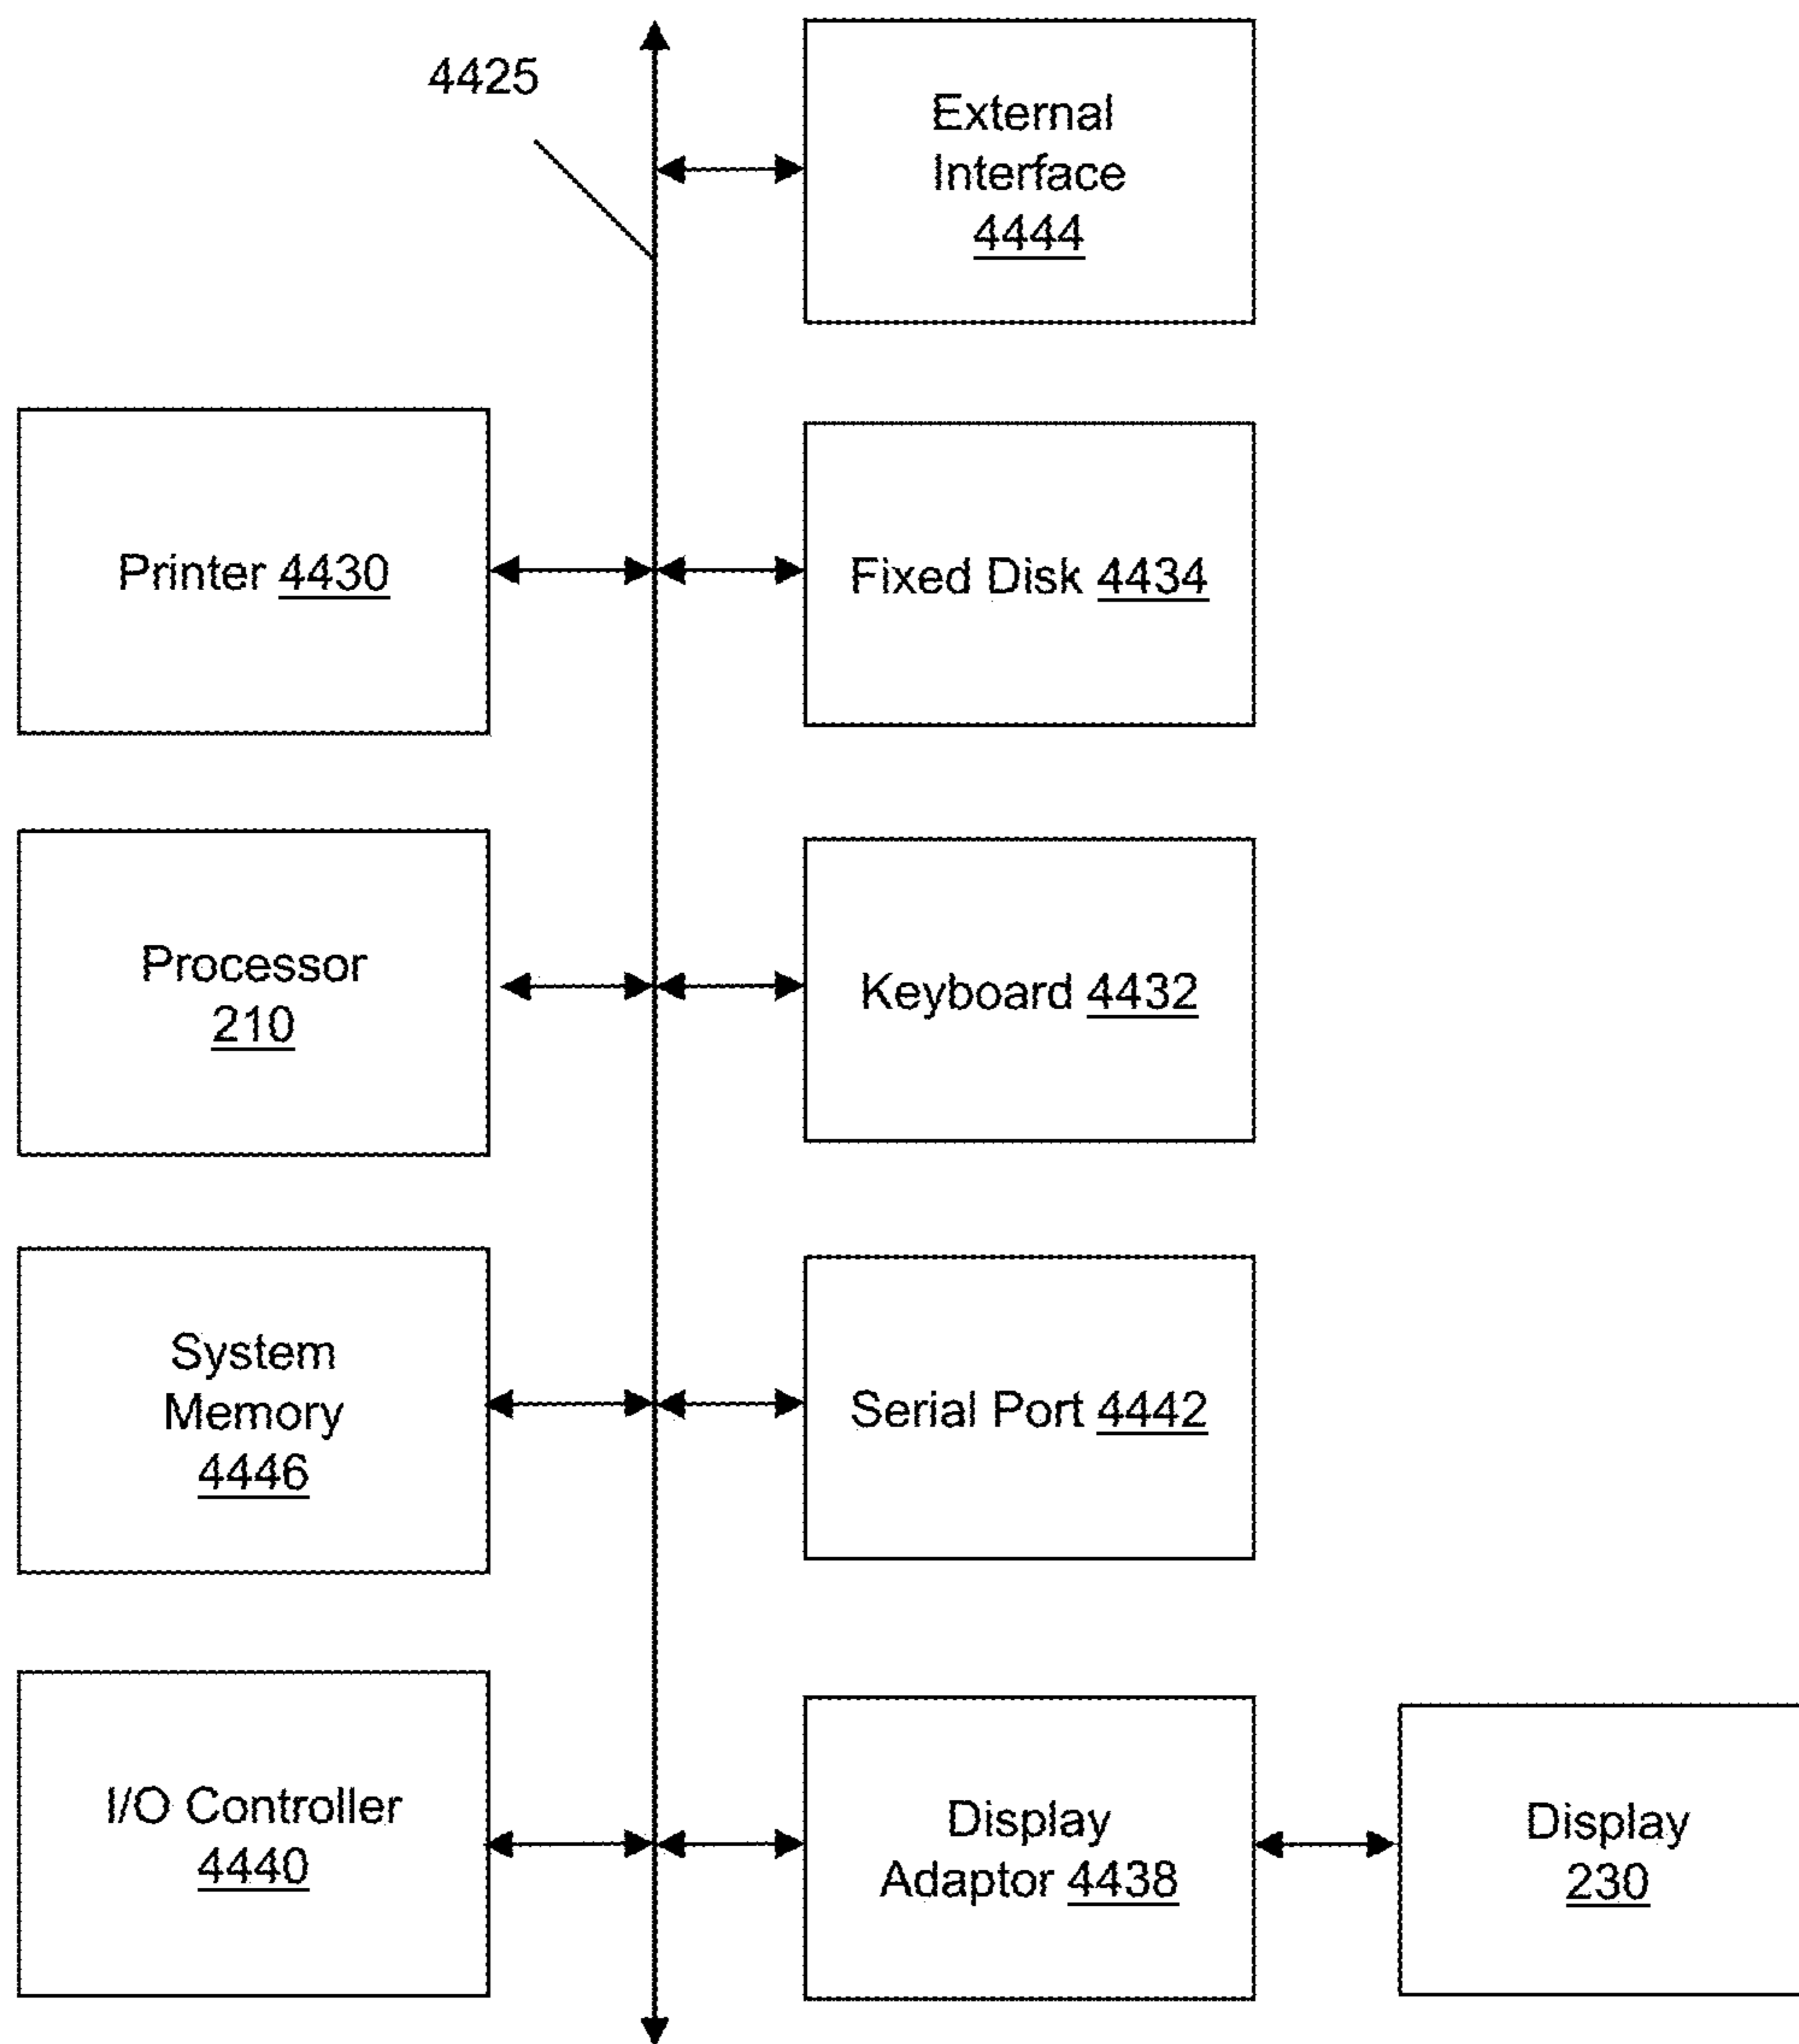 4425
External
Interface
4444
Printer 4430
Fixed Disk 4434
Processor
210
Keyboard 4432
System
Memory
4446
Serial Port 4442
I/O Controller
4440
Display
Adaptor 4438
Display
230